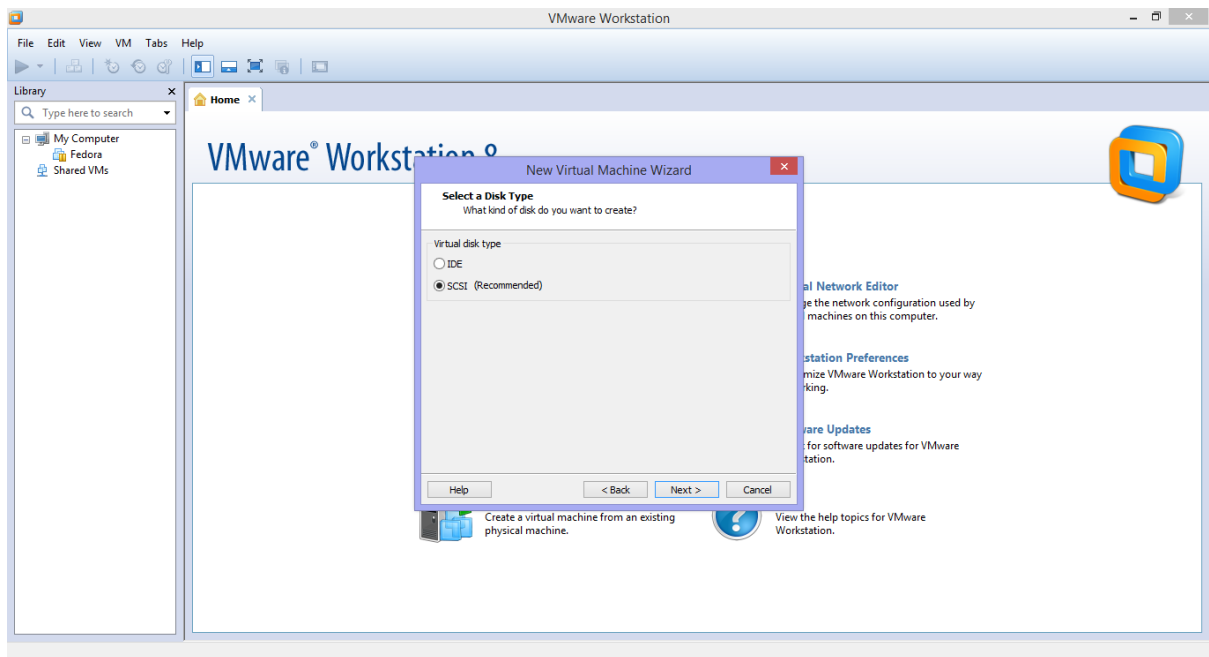 VMware Workstation
File Edit View VM Tabs Help
Library
Type here to search
My Computer
Fedora
Shared VMs
Home
VMware® Workstation
New Virtual Machine Wizard
Select a Disk Type
What kind of disk do you want to create?
Virtual disk type
IDE
SCSI (Recommended)
Help < Back Next > Cancel
al Network Editor
ge the network configuration used by
machines on this computer.
station Preferences
mize VMware Workstation to your way
rking.
ware Updates
for software updates for VMware
station.
Create a virtual machine from an existing
physical machine.
View the help topics for VMware
Workstation.